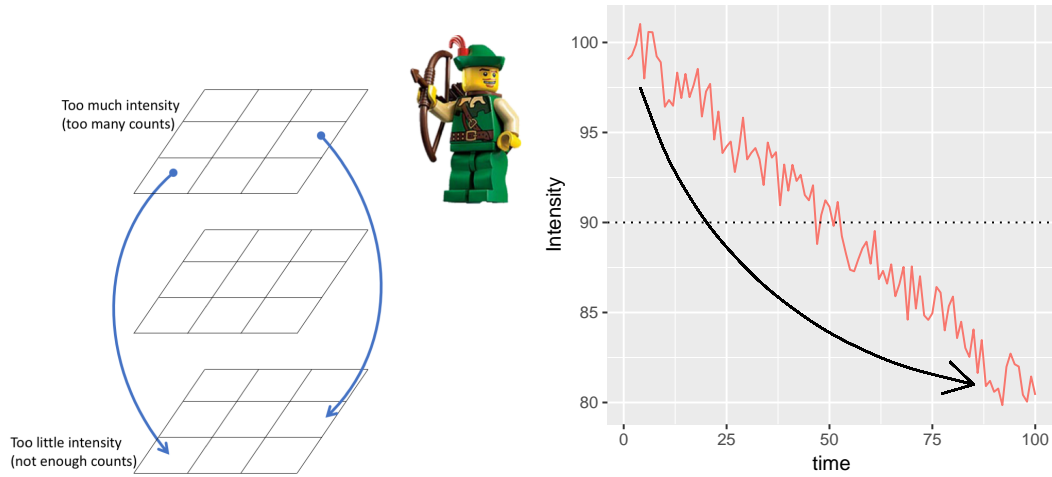 Too much intensity
(too many counts)
Too little intensity
(not enough counts)
Intensity
100
95
90
85
80
0
25
50
75
100
time